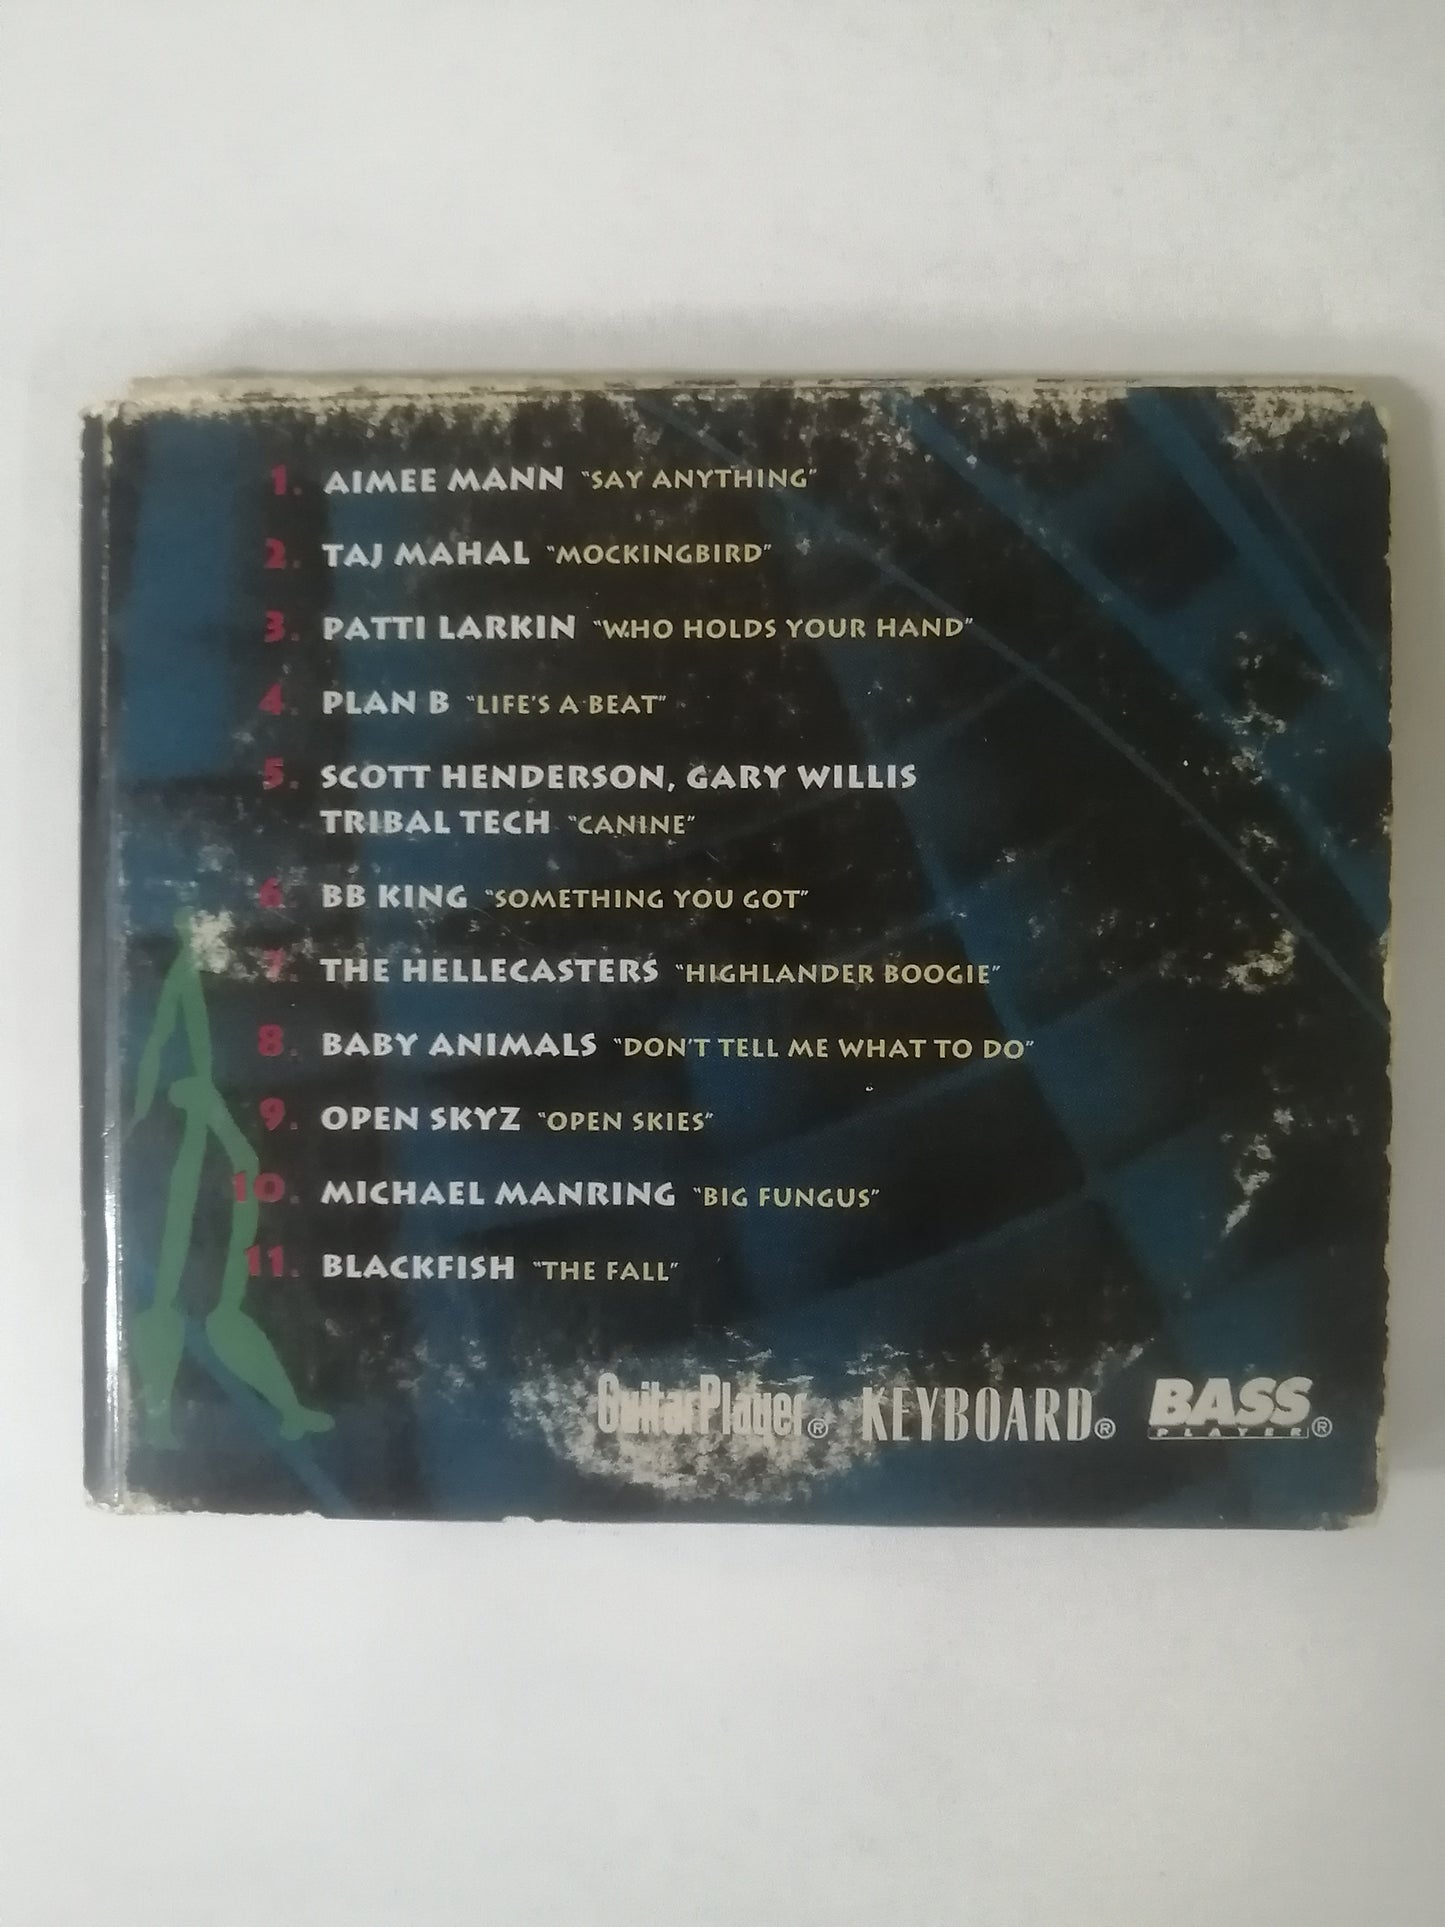 1. AIMEE MANN "SAY ANYTHING"
2. TAJ MAHAL "MOCKINGBIRD"
3. PATTI LARKIN "WHO HOLDS YOUR HAND"
4. PLAN B "LIFE'S A BEAT"
5. SCOTT HENDERSON, GARY WILLIS
TRIBAL TECH "CANINE"
6. BB KING "SOMETHING YOU GOT"
7. THE HELLECASTERS "HIGHLANDER BOOGIE"
8. BABY ANIMALS "DON'T TELL ME WHAT TO DO"
9. OPEN SKYZ "OPEN SKIES"
10. MICHAEL MANRING "BIG FUNGUS"
11. BLACKFISH "THE FALL"
GuitarPlayer® KEYBOARD® BASS PLAYER®